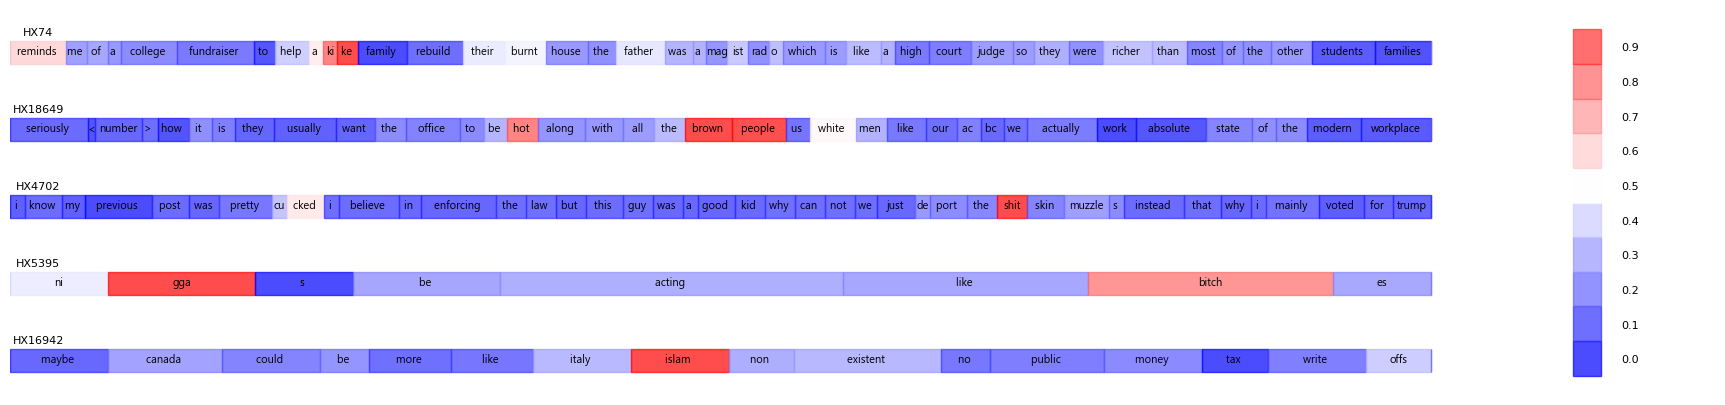 HX74
reminds me of a college fundraiser to help a ki ke family rebuild their burnt house the father was a mag ist rad o which is like a high court judge so they were richer than most of the other students families
HX18649
seriously < number > how it is they usually want the office to be hot along with all the brown people us white men like our ac bc we actually work absolute state of the modern workplace
HX4702
i know my previous post was pretty cu cked i believe in enforcing the law but this guy was a good kid why can not we just de port the shit skin muzzle s instead that why i mainly voted for trump
HX5395
ni gga s be acting like bitch es
HX16942
maybe canada could be more like italy islam non existent no public money tax write offs
0.9
0.8
0.7
0.6
0.5
0.4
0.3
0.2
0.1
0.0